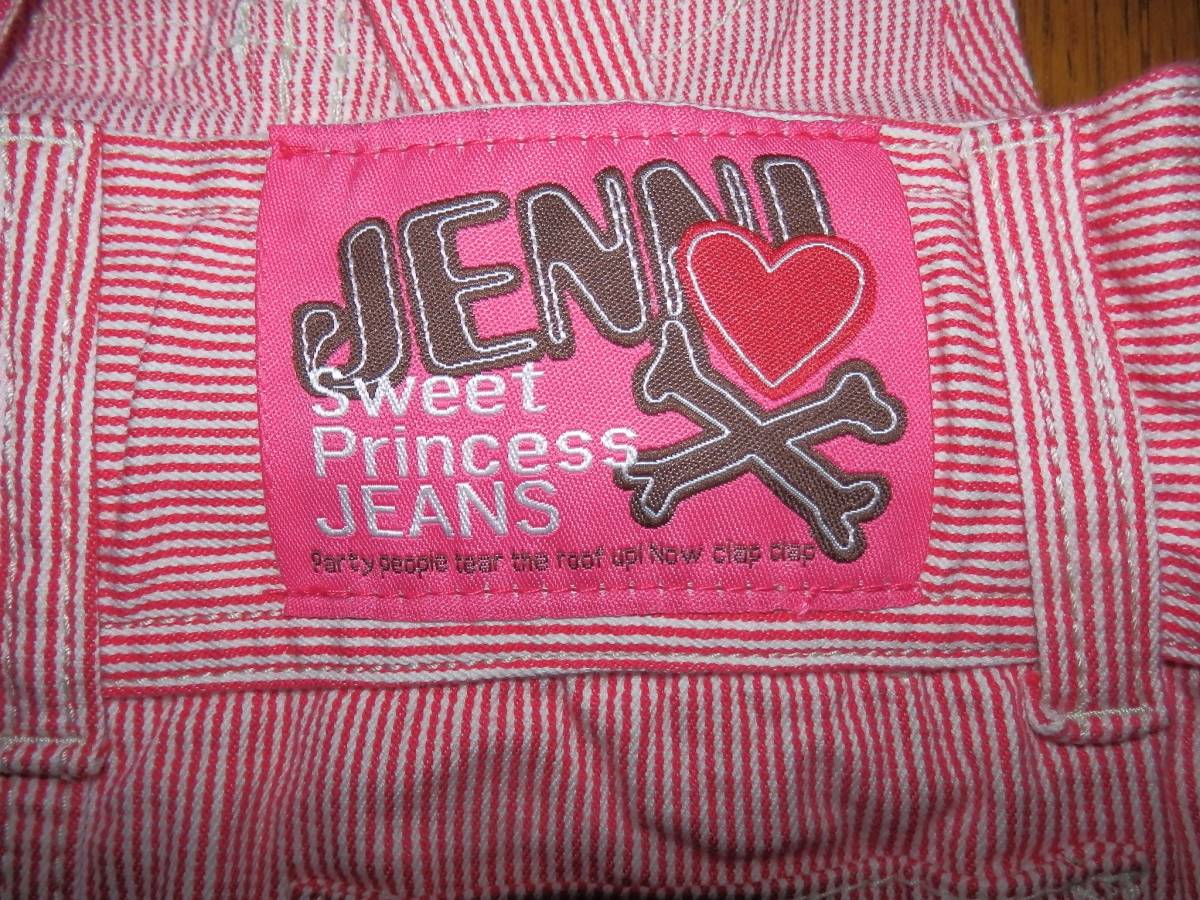 JENNI
Sweet
Princess
JEANS
Party people tear the roof up! Now clap clap